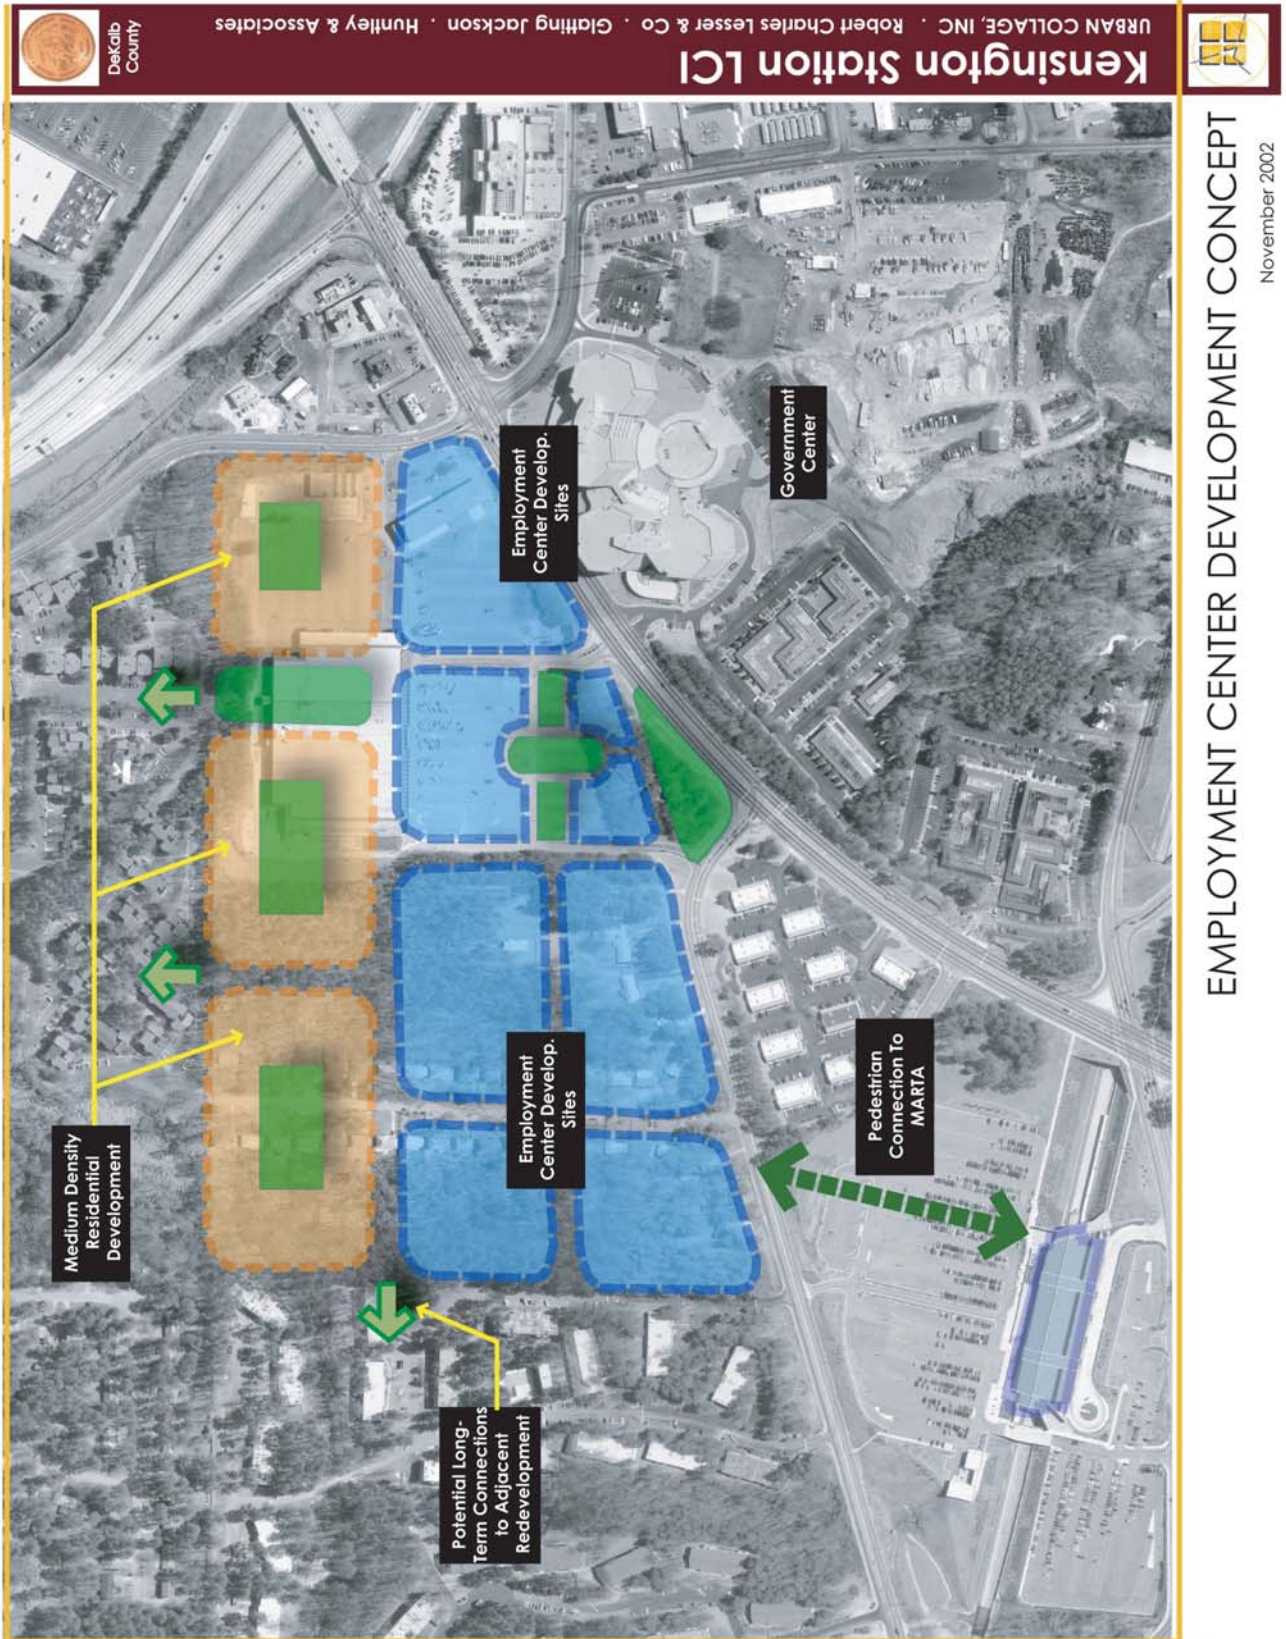 Kensington Station LCI
URBAN COLLAGE, INC . Robert Charles Lesser & Co . Glatting Jackson . Huntley & Associates
DeKalb
County
EMPLOYMENT CENTER DEVELOPMENT CONCEPT
November 2002
Medium Density
Residential
Development
Potential Long-
Term Connections
to Adjacent
Redevelopment
Employment
Center Develop.
Sites
Employment
Center Develop.
Sites
Government
Center
Pedestrian
Connection To
MARTA